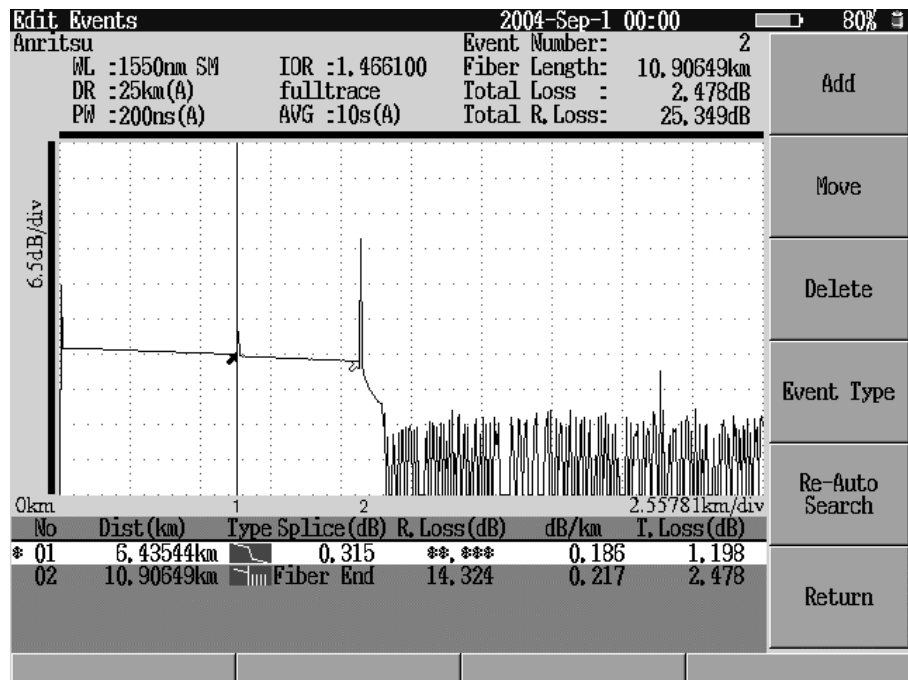 Edit Events 2004-Sep-1 00:00 80%
Anritsu Event Number: 2
WL :1550nm SM IOR :1.466100 Fiber Length: 10.90649km
DR :25km(A) fulltrace Total Loss : 2.478dB
PW :200ns(A) AVG :10s(A) Total R.Loss: 25.349dB
Add
Move
6.5dB/div
Delete
Event Type
Re-Auto
Search
0km 1 2 2.55781km/div
No Dist(km) Type Splice(dB) R.Loss(dB) dB/km T.Loss(dB)
* 01 6.43544km 0.315 **.*** 0.186 1.198
02 10.90649km Fiber End 14.324 0.217 2.478
Return